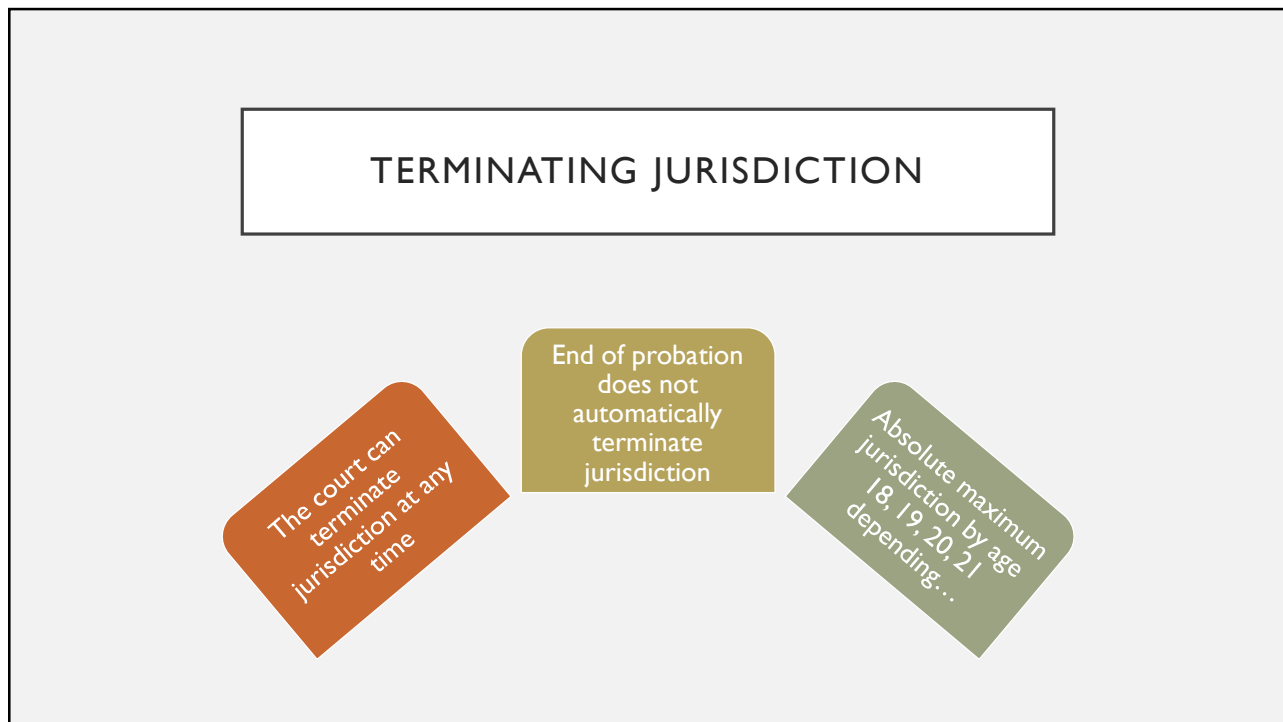 TERMINATING JURISDICTION
The court can
terminate
jurisdiction at any
time
End of probation
does not
automatically
terminate
jurisdiction
Absolute maximum
jurisdiction by age
18, 19, 20, 21
depending…